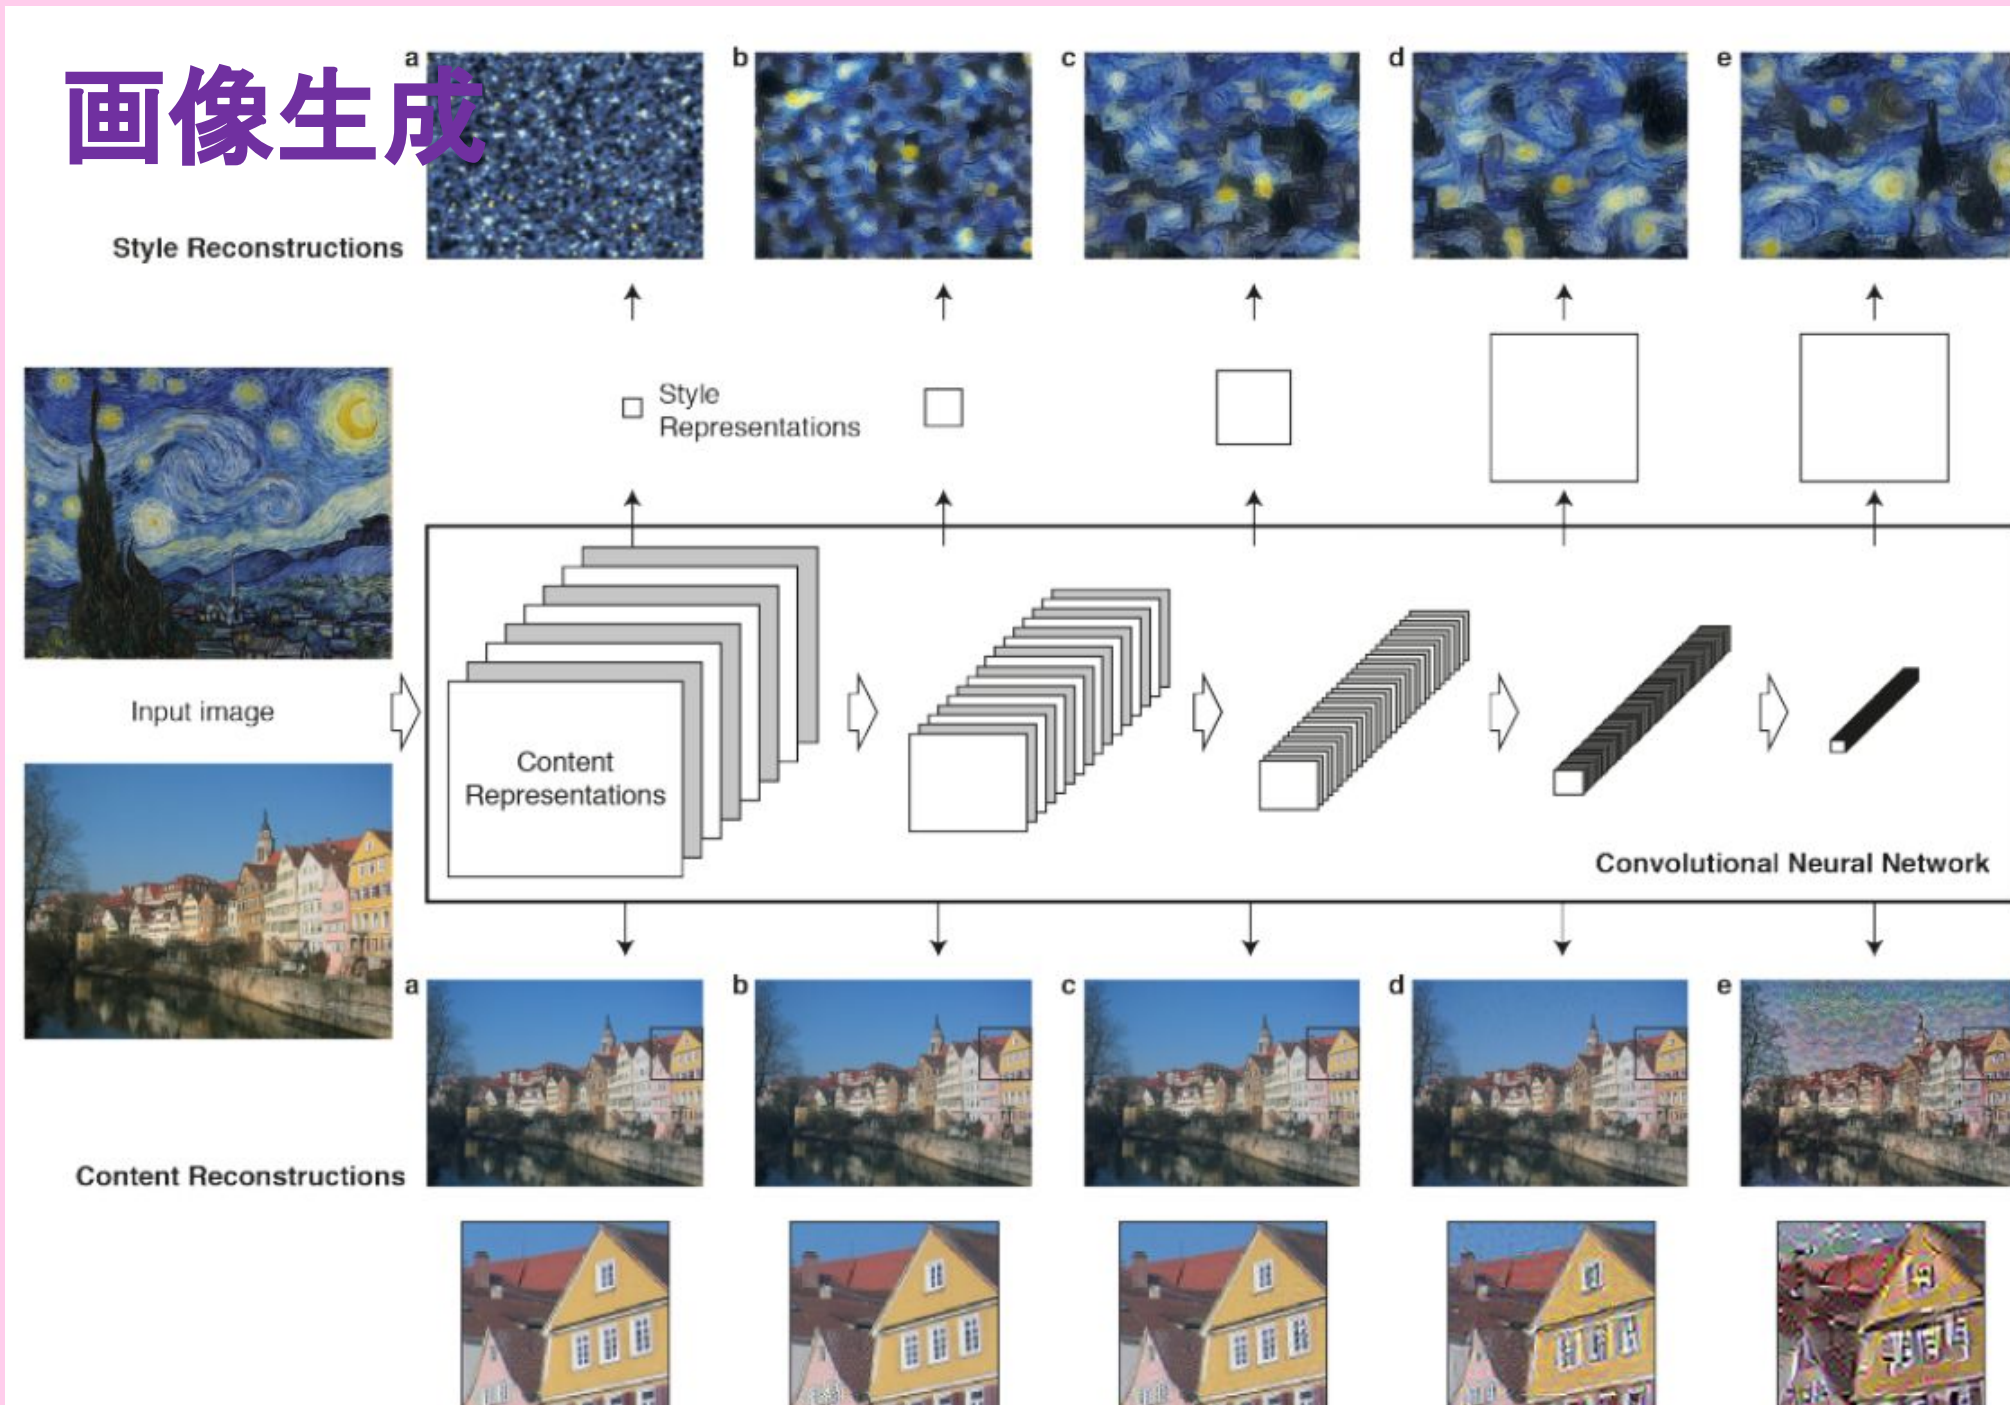 画像生成
a
b
c
d
e
Style Reconstructions
Style
Representations
Input image
Content
Representations
Convolutional Neural Network
a
b
c
d
e
Content Reconstructions